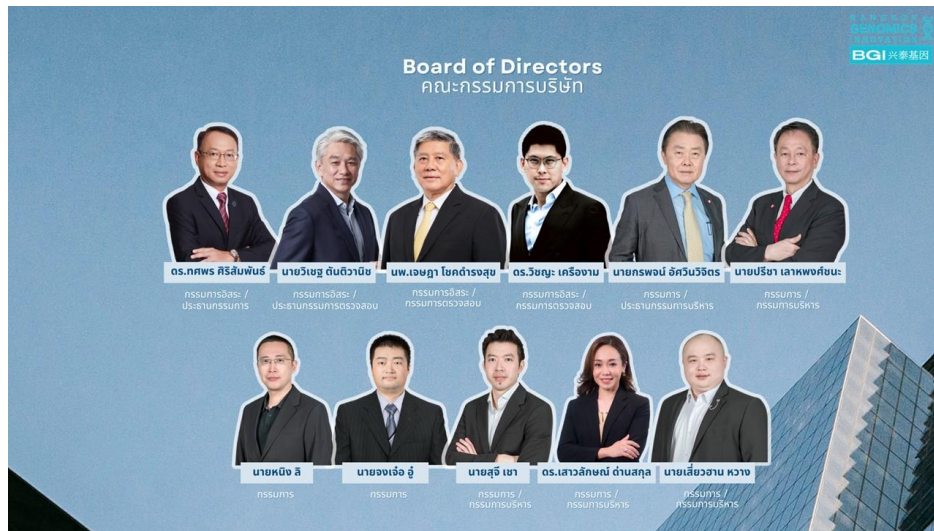 BANGKOK
GENOMICS
INNOVATION
BGI 兴泰基因
Board of Directors
คณะกรรมการบริษัท
ดร.ทศพร ศิริสัมพันธ์
นายวิเชฐ ตันติวานิช
นพ.เจษฎา โชคดำรงสุข
ดร.วิชญะ เครืองาม
นายกรพจน์ อัศวินวิจิตร
นายปรีชา เลาหพงศ์ชนะ
กรรมการอิสระ /
ประธานกรรมการ
กรรมการอิสระ /
ประธานกรรมการตรวจสอบ
กรรมการอิสระ /
กรรมการตรวจสอบ
กรรมการอิสระ /
กรรมการตรวจสอบ
กรรมการ /
ประธานกรรมการบริหาร
กรรมการ /
กรรมการบริหาร
นายหนิง ลิ
นายจงเจ๋อ อู๋
นายสุจี เชา
ดร.เสาวลักษณ์ ด่านสกุล
นายเสี่ยวฮาน หวาง
กรรมการ
กรรมการ
กรรมการ /
กรรมการบริหาร
กรรมการ /
กรรมการบริหาร
กรรมการ /
กรรมการบริหาร